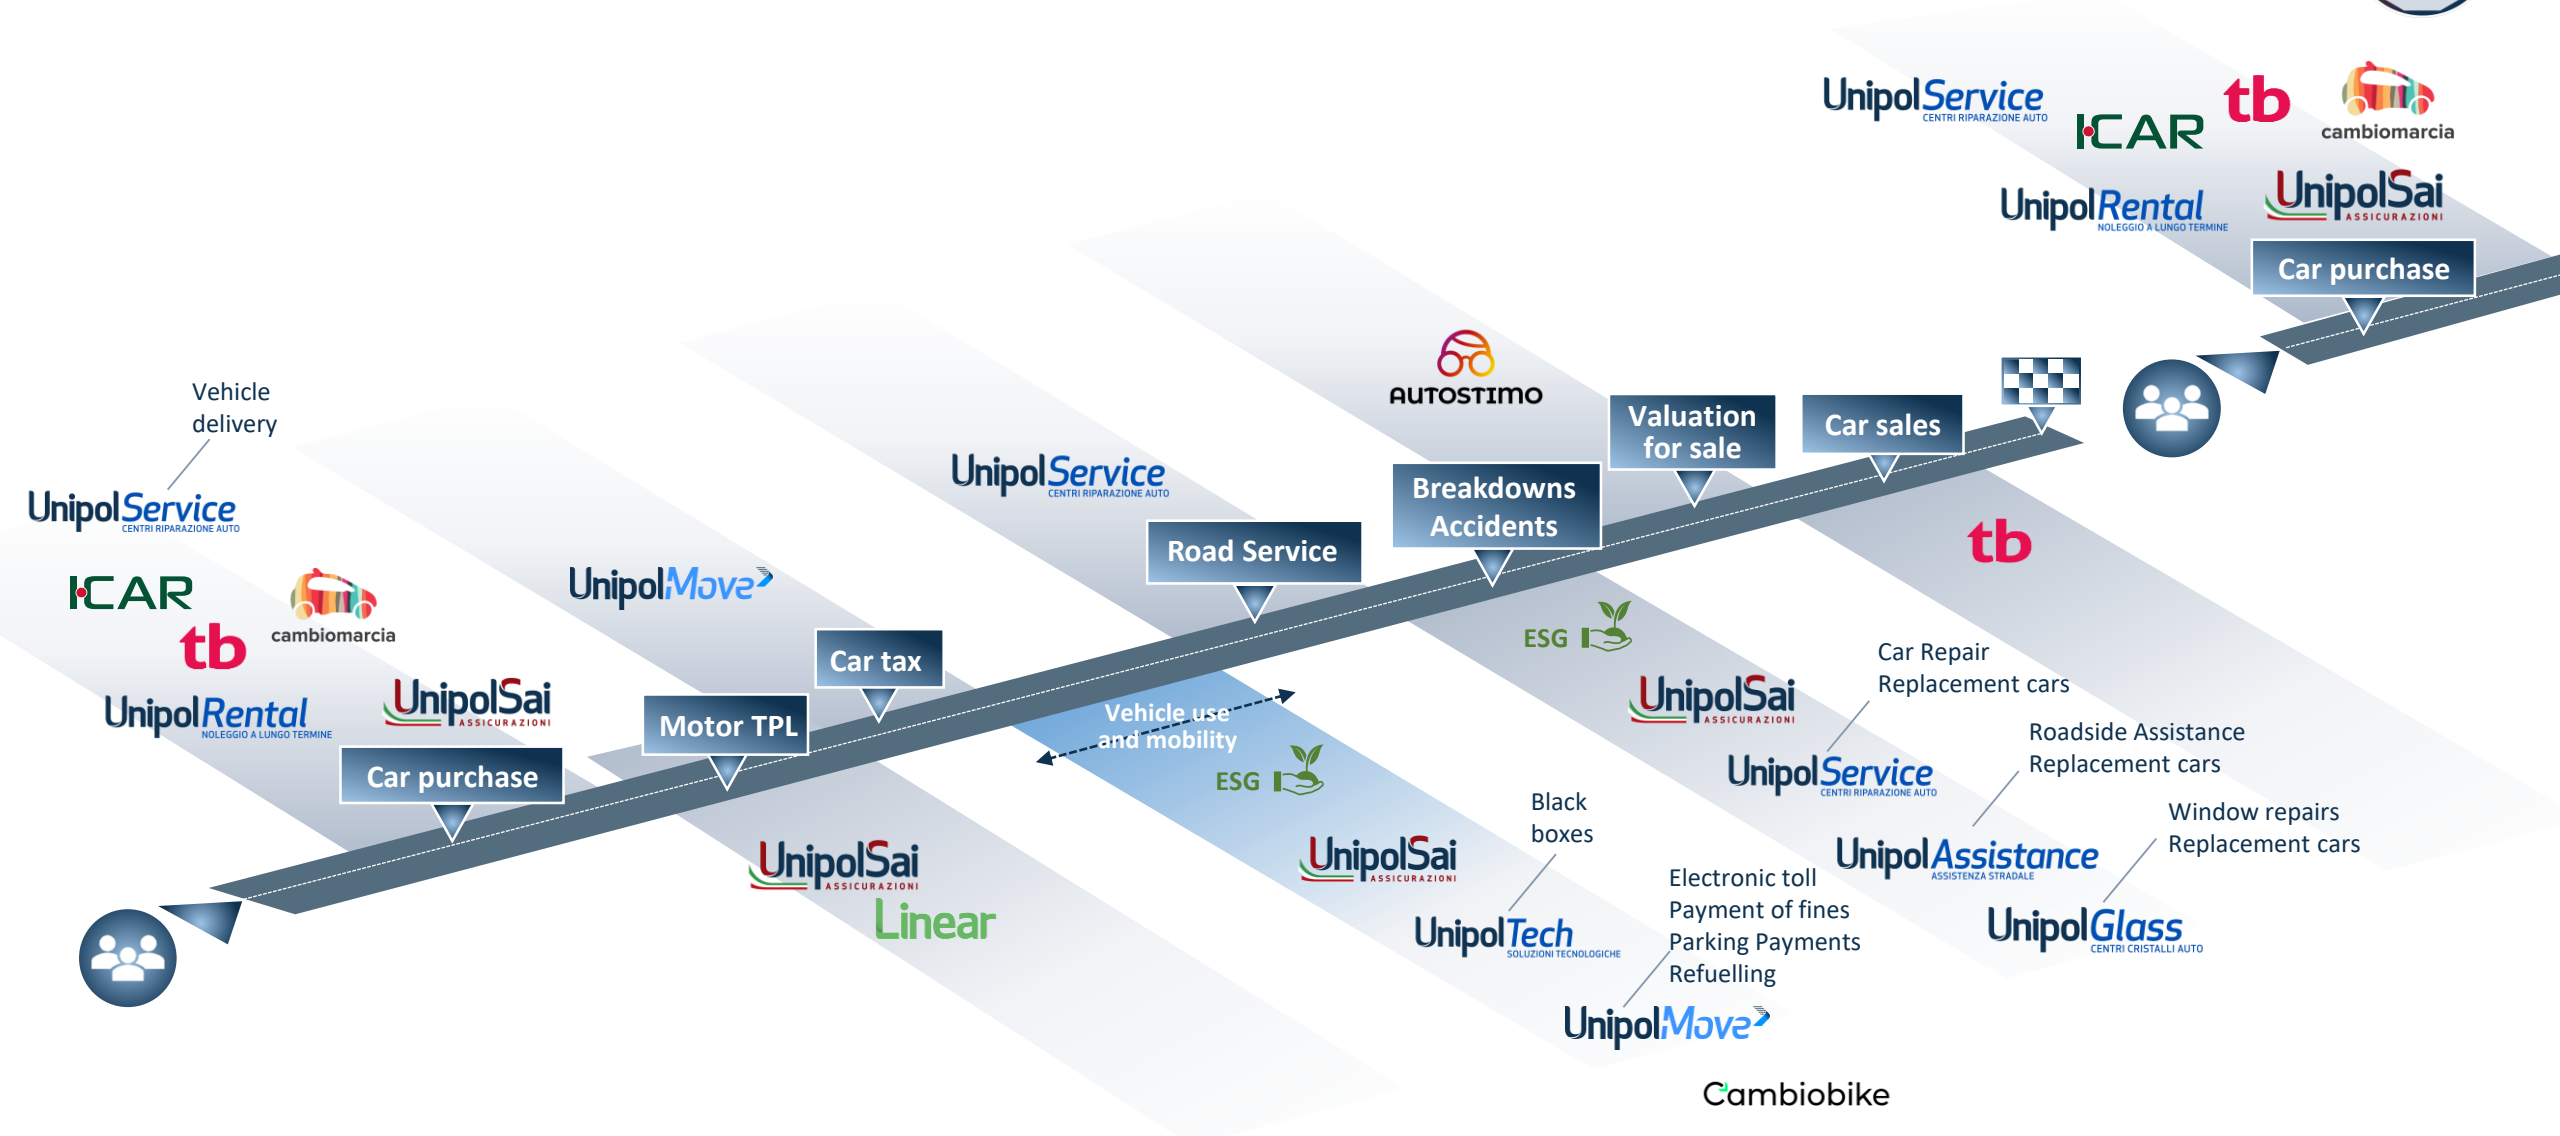 UnipolService
CENTRI RIPARAZIONE AUTO
ICAR
tb
cambiomarcia
UnipolRental
NOLEGGIO A LUNGO TERMINE
UnipolSai
ASSICURAZIONI
Car purchase
AUTOSTIMO
Valuation
for sale
Car sales
Breakdowns
Accidents
UnipolService
CENTRI RIPARAZIONE AUTO
Road Service
Vehicle
delivery
UnipolService
CENTRI RIPARAZIONE AUTO
ICAR
tb
cambiomarcia
UnipolRental
NOLEGGIO A LUNGO TERMINE
UnipolSai
ASSICURAZIONI
Car purchase
UnipolMove
Car tax
Motor TPL
UnipolSai
ASSICURAZIONI
Linear
Vehicle use
and mobility
ESG
UnipolSai
ASSICURAZIONI
Black
boxes
UnipolTech
SOLUZIONI TECNOLOGICHE
Electronic toll
Payment of fines
Parking Payments
Refuelling
UnipolMove
Cambiobike
ESG
UnipolSai
ASSICURAZIONI
Car Repair
Replacement cars
UnipolService
CENTRI RIPARAZIONE AUTO
Roadside Assistance
Replacement cars
UnipolAssistance
ASSISTENZA STRADALE
Window repairs
Replacement cars
UnipolGlass
CENTRI CRISTALLI AUTO
tb